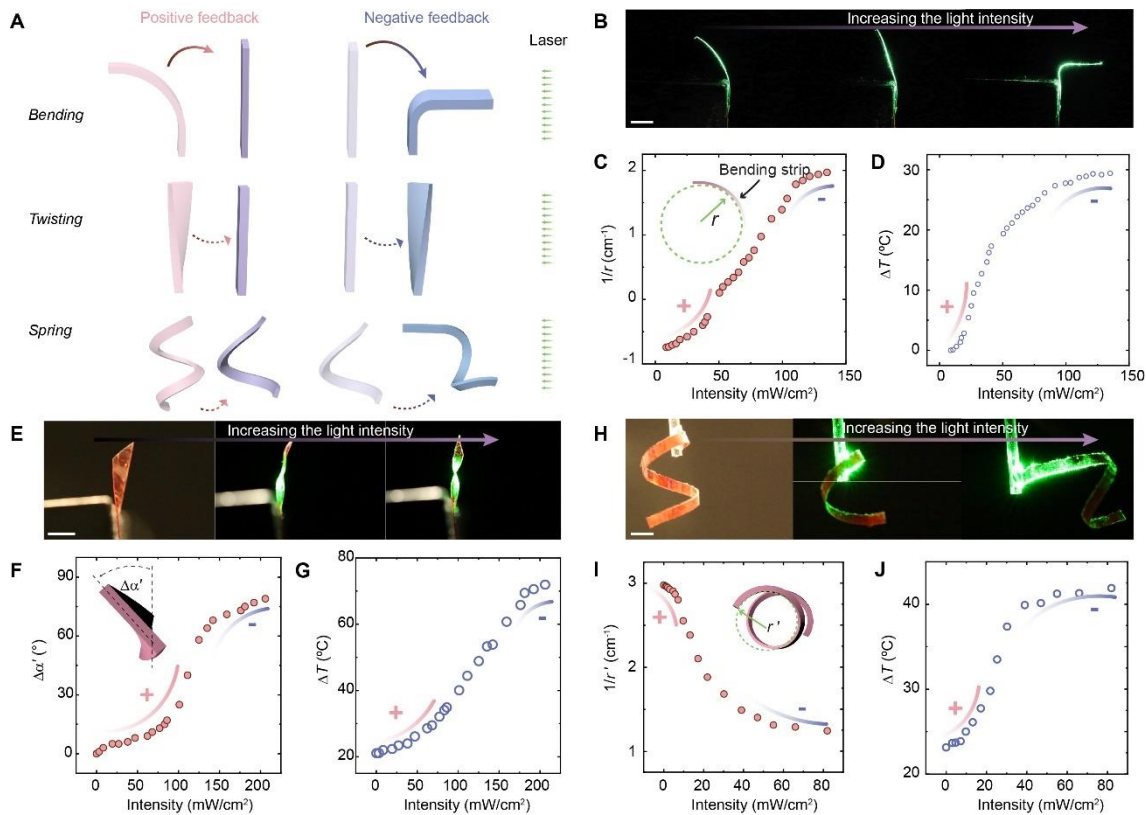 A
Positive feedback
Negative feedback
Laser
Bending
Twisting
Spring
B
Increasing the light intensity
C
2
1
0
-1
1/r (cm⁻¹)
Bending strip
r
+
-
0
50
100
150
Intensity (mW/cm²)
D
30
20
10
0
ΔT (ºC)
+
-
0
50
100
150
Intensity (mW/cm²)
E
Increasing the light intensity
F
90
60
30
0
Δα' (°)
Δα'
+
-
0
50
100
150
200
Intensity (mW/cm²)
G
80
60
40
20
ΔT (ºC)
+
-
0
50
100
150
200
Intensity (mW/cm²)
H
Increasing the light intensity
I
3
2
1
1/r' (cm⁻¹)
r'
+
-
0
20
40
60
80
Intensity (mW/cm²)
J
40
30
20
ΔT (ºC)
+
-
0
20
40
60
80
Intensity (mW/cm²)